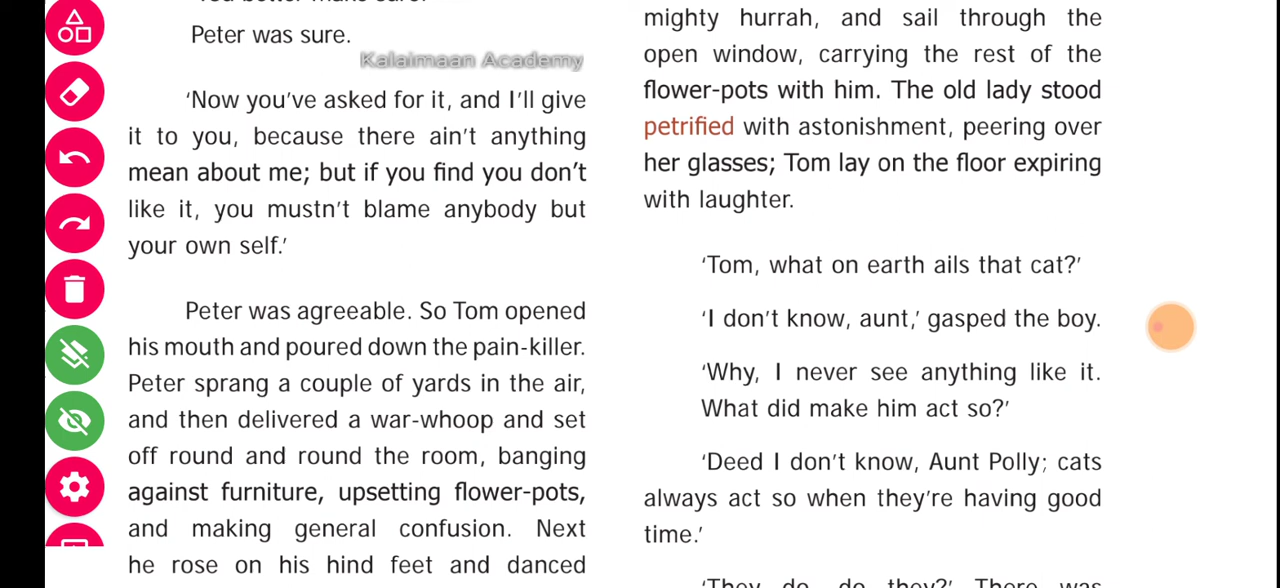 Peter was sure.
Kalaimaan Academy
‘Now you’ve asked for it, and I’ll give
it to you, because there ain’t anything
mean about me; but if you find you don’t
like it, you mustn’t blame anybody but
your own self.’
Peter was agreeable. So Tom opened
his mouth and poured down the pain-killer.
Peter sprang a couple of yards in the air,
and then delivered a war-whoop and set
off round and round the room, banging
against furniture, upsetting flower-pots,
and making general confusion. Next
he rose on his hind feet and danced
mighty hurrah, and sail through the
open window, carrying the rest of the
flower-pots with him. The old lady stood
petrified with astonishment, peering over
her glasses; Tom lay on the floor expiring
with laughter.
‘Tom, what on earth ails that cat?’
‘I don’t know, aunt,’ gasped the boy.
‘Why, I never see anything like it.
What did make him act so?’
‘Deed I don’t know, Aunt Polly; cats
always act so when they’re having good
time.’
‘They do, do they?’ There was